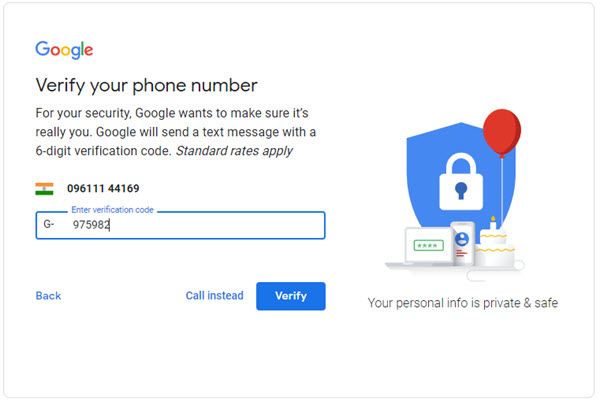 Google
Verify your phone number
For your security, Google wants to make sure it's
really you. Google will send a text message with a
6-digit verification code. Standard rates apply
096111 44169
Enter verification code
G- 975982
Back
Call instead
Verify
****
Your personal info is private & safe